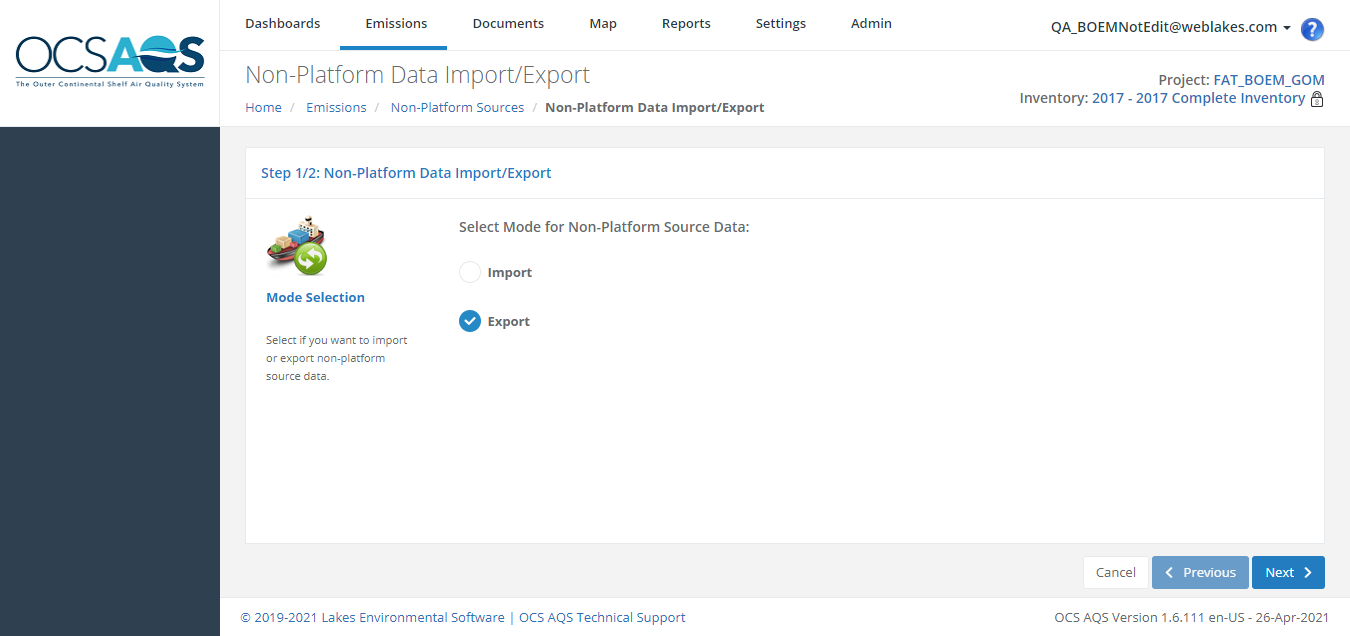 OCSAQS
The Outer Continental Shelf Air Quality System
Dashboards Emissions Documents Map Reports Settings Admin
QA_BOEMNotEdit@weblakes.com ?
Non-Platform Data Import/Export
Home / Emissions / Non-Platform Sources / Non-Platform Data Import/Export
Project: FAT_BOEM_GOM
Inventory: 2017 - 2017 Complete Inventory
Step 1/2: Non-Platform Data Import/Export
Mode Selection
Select if you want to import
or export non-platform
source data.
Select Mode for Non-Platform Source Data:
Import
Export
Cancel Previous Next
© 2019-2021 Lakes Environmental Software | OCS AQS Technical Support
OCS AQS Version 1.6.111 en-US - 26-Apr-2021